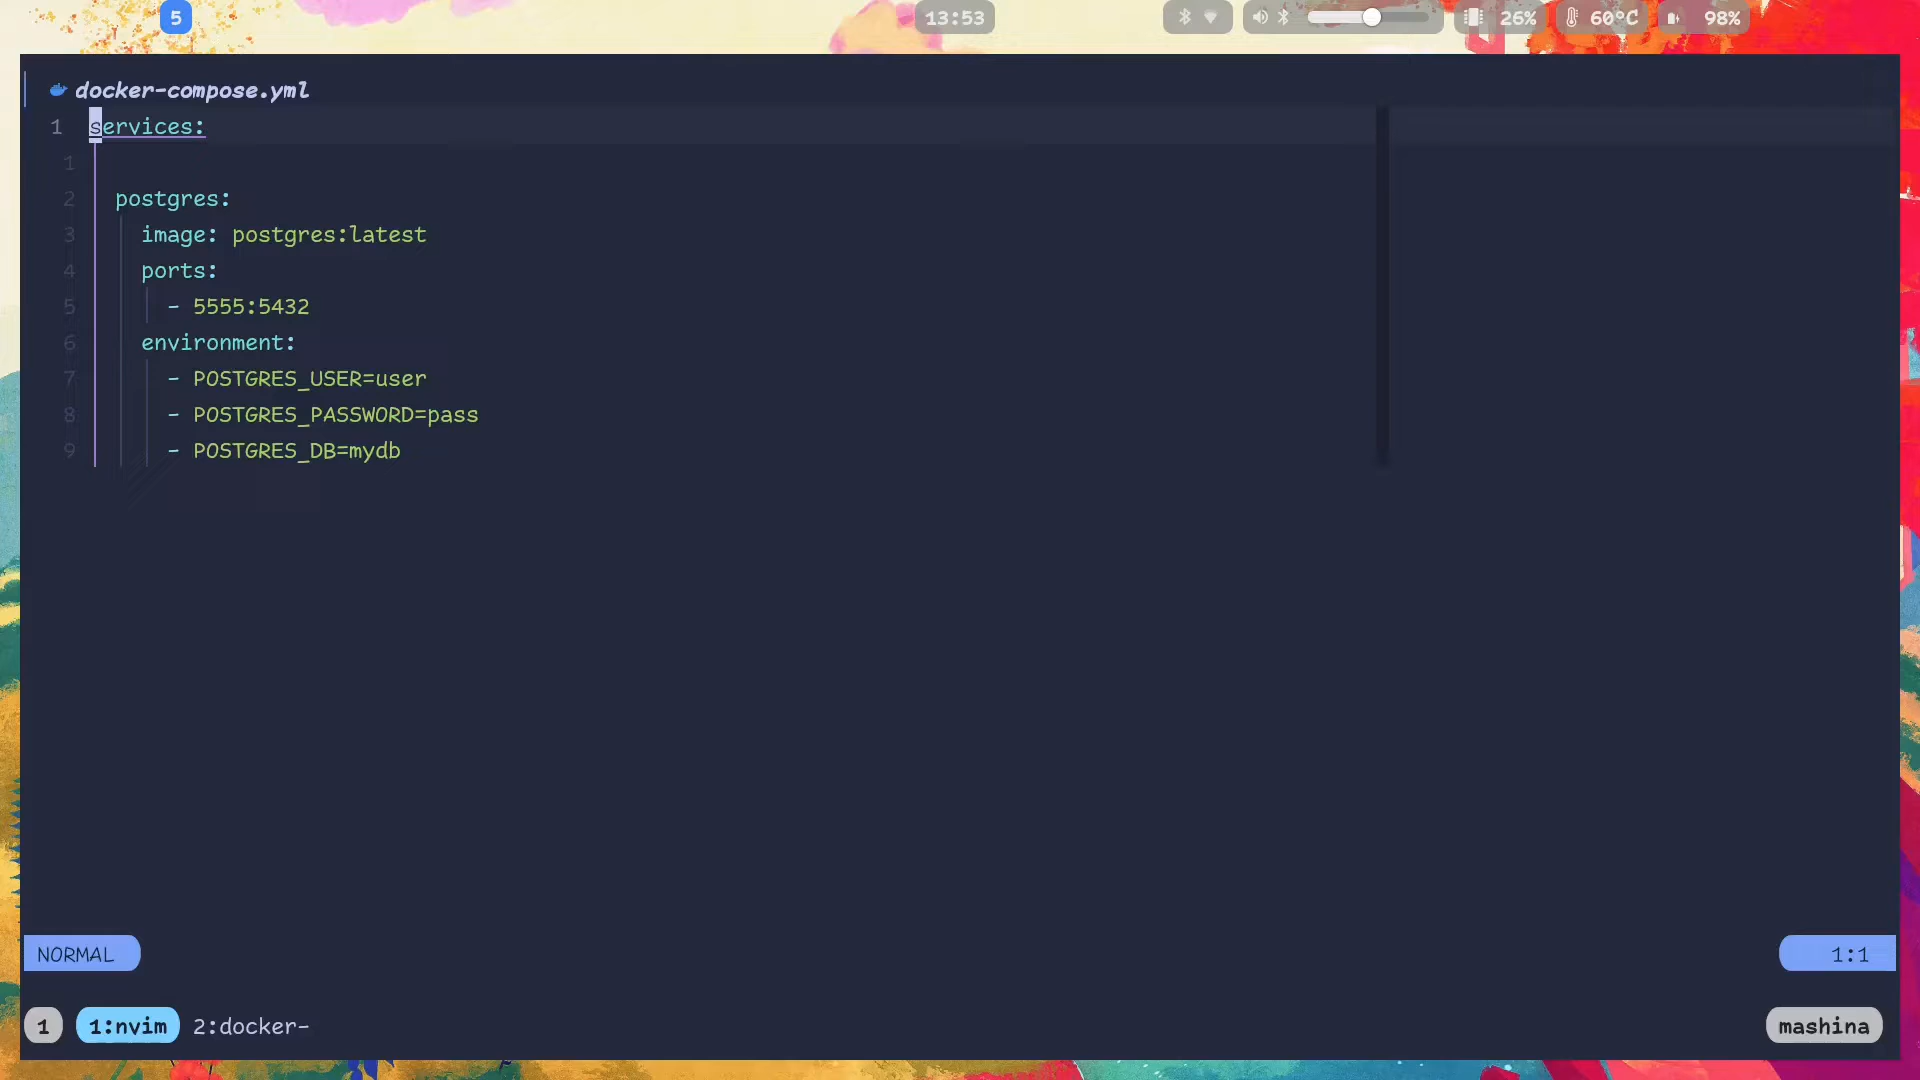 5
13:53
26%
60°C
98%
docker-compose.yml
1 services:
1
2 postgres:
3 image: postgres:latest
4 ports:
5 - 5555:5432
6 environment:
7 - POSTGRES_USER=user
8 - POSTGRES_PASSWORD=pass
9 - POSTGRES_DB=mydb
NORMAL 1:1
1 1:nvim 2:docker- mashina